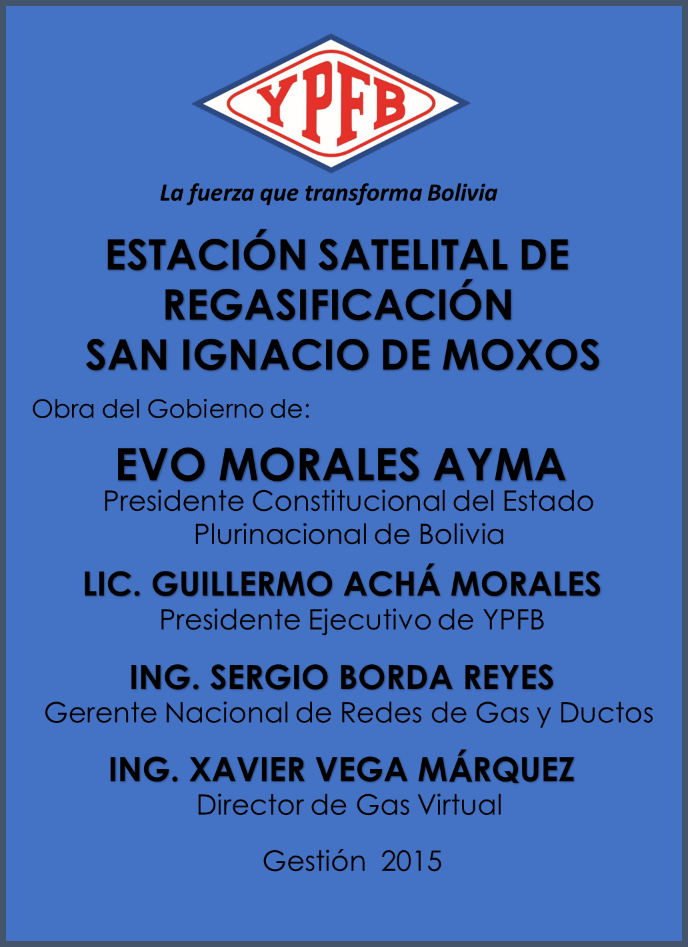 YPFB
La fuerza que transforma Bolivia
ESTACIÓN SATELITAL DE
REGASIFICACIÓN
SAN IGNACIO DE MOXOS
Obra del Gobierno de:
EVO MORALES AYMA
Presidente Constitucional del Estado
Plurinacional de Bolivia
LIC. GUILLERMO ACHÁ MORALES
Presidente Ejecutivo de YPFB
ING. SERGIO BORDA REYES
Gerente Nacional de Redes de Gas y Ductos
ING. XAVIER VEGA MÁRQUEZ
Director de Gas Virtual
Gestión 2015